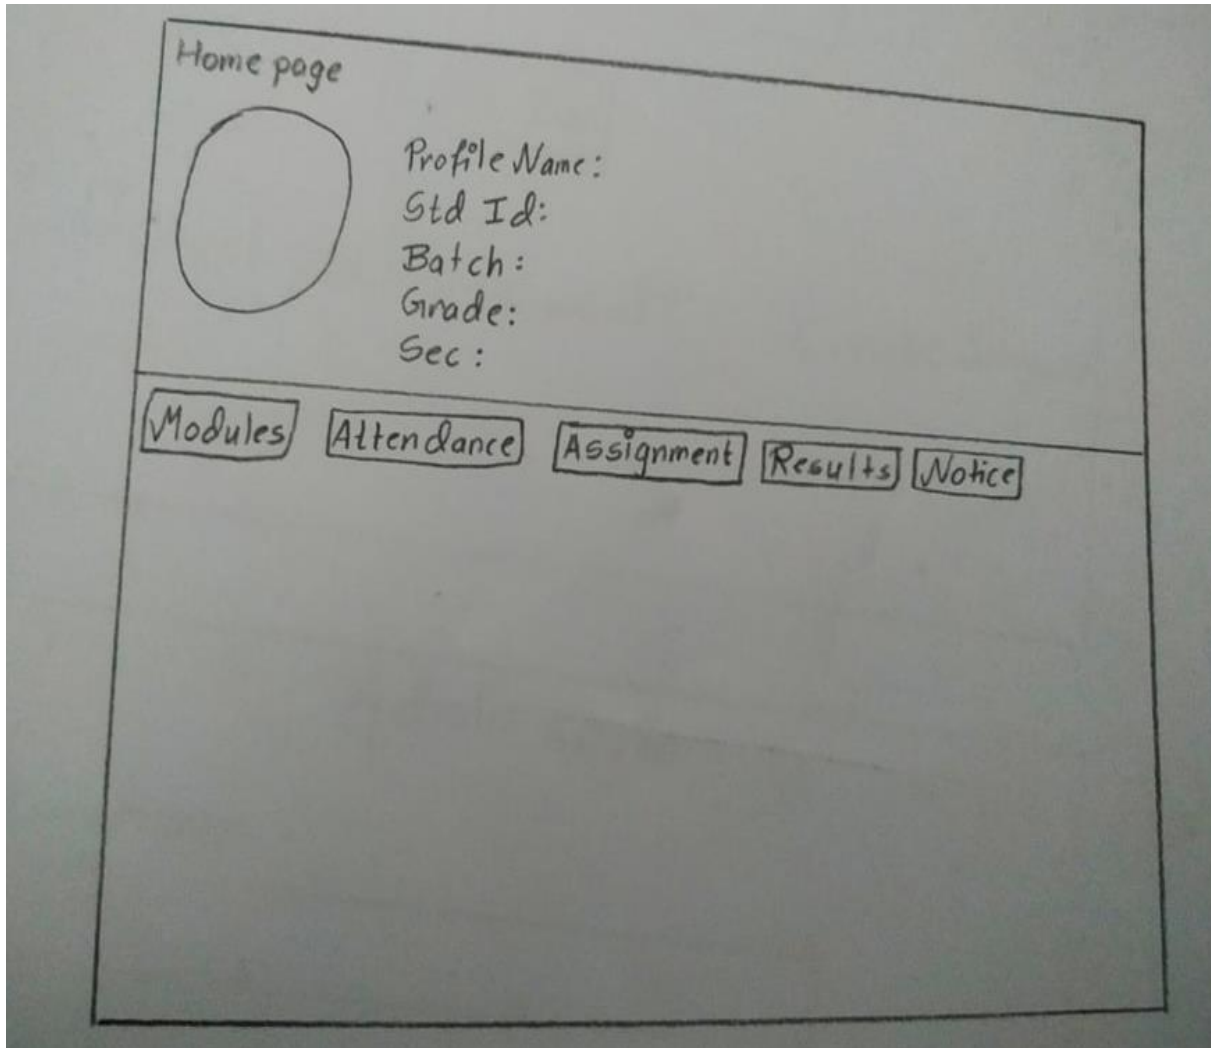 Home page
Profile Name:
Std Id:
Batch:
Grade:
Sec:
Modules Attendance Assignment Results Notice